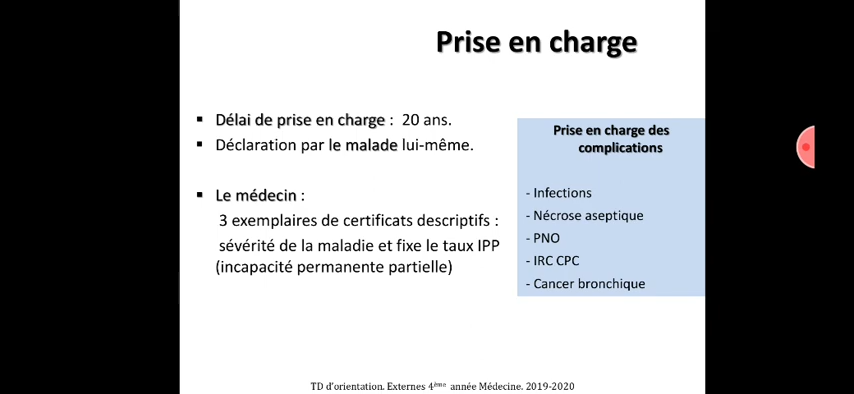 Prise en charge
▪ Délai de prise en charge : 20 ans.
▪ Déclaration par le malade lui-même.
▪ Le médecin :
3 exemplaires de certificats descriptifs :
sévérité de la maladie et fixe le taux IPP
(incapacité permanente partielle)
Prise en charge des
complications
- Infections
- Nécrose aseptique
- PNO
- IRC CPC
- Cancer bronchique
TD d'orientation. Externes 4ème année Médecine. 2019-2020